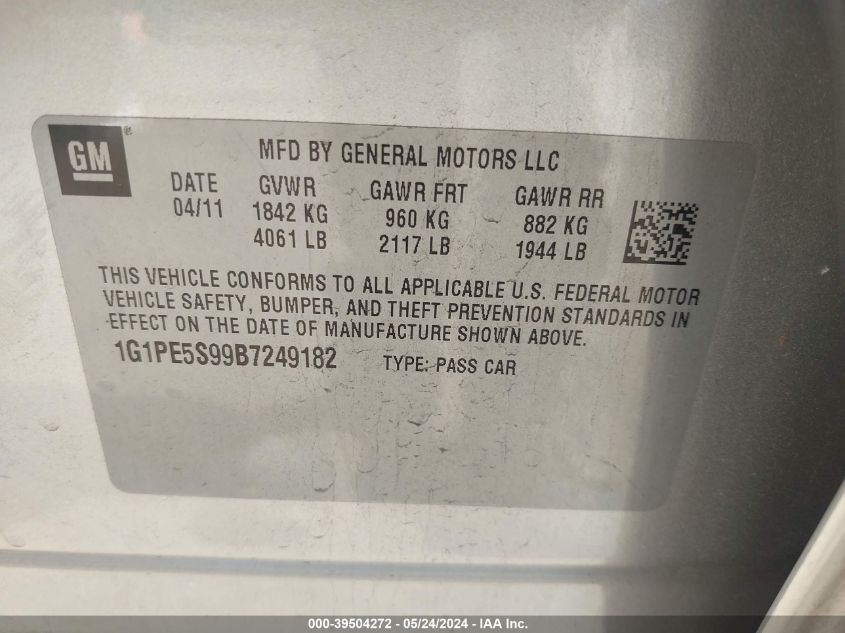 GM®
MFD BY GENERAL MOTORS LLC
DATE GVWR GAWR FRT GAWR RR
04/11 1842 KG 960 KG 882 KG
4061 LB 2117 LB 1944 LB
THIS VEHICLE CONFORMS TO ALL APPLICABLE U.S. FEDERAL MOTOR
VEHICLE SAFETY, BUMPER, AND THEFT PREVENTION STANDARDS IN
EFFECT ON THE DATE OF MANUFACTURE SHOWN ABOVE.
1G1PE5S99B7249182 TYPE: PASS CAR
000-39504272 - 05/24/2024 - IAA Inc.